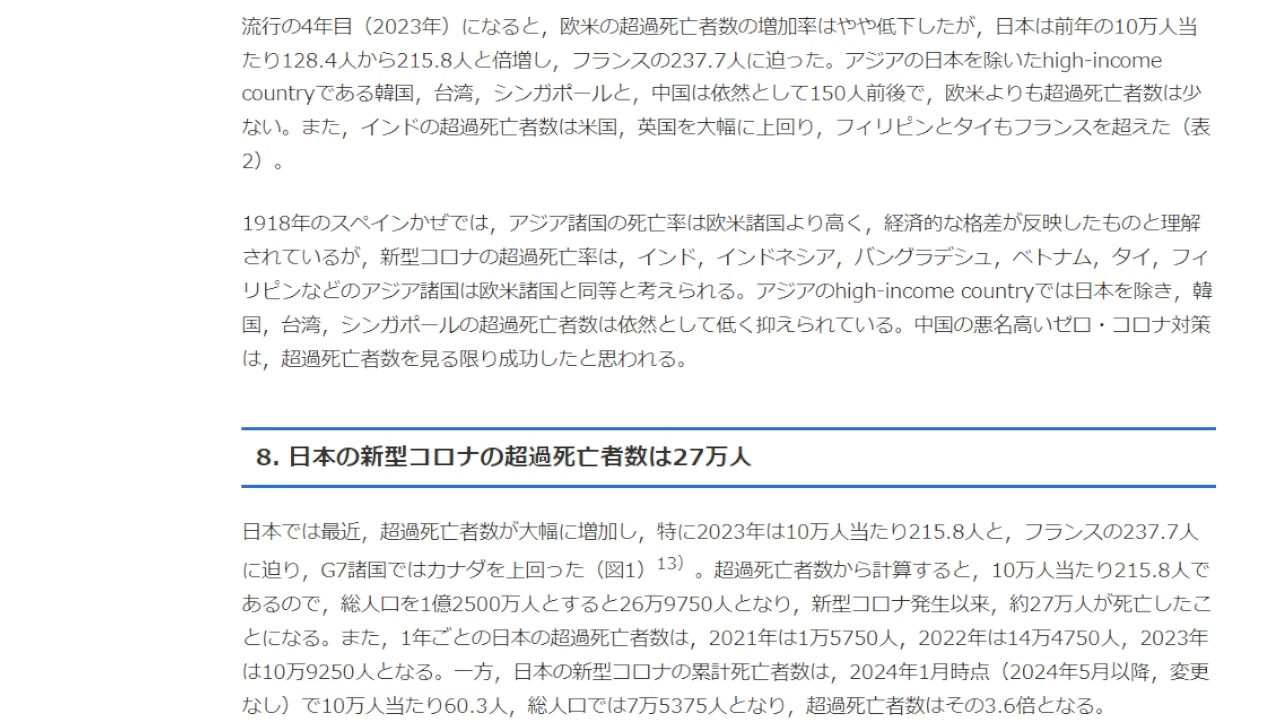 流行の4年目（2023年）になると，欧米の超過死亡者数の増加率はやや低下したが，日本は前年の10万人当
たり128.4人から215.8人と倍増し，フランスの237.7人に迫った。アジアの日本を除いたhigh-income
countryである韓国，台湾，シンガポールと，中国は依然として150人前後で，欧米よりも超過死亡者数は少
ない。また，インドの超過死亡者数は米国，英国を大幅に上回り，フィリピンとタイもフランスを超えた（表
2）。
1918年のスペインかぜでは，アジア諸国の死亡率は欧米諸国より高く，経済的な格差が反映したものと理解
されているが，新型コロナの超過死亡率は，インド，インドネシア，バングラデシュ，ベトナム，タイ，フィ
リピンなどのアジア諸国は欧米諸国と同等と考えられる。アジアのhigh-income countryでは日本を除き，韓
国，台湾，シンガポールの超過死亡者数は依然として低く抑えられている。中国の悪名高いゼロ・コロナ対策
は，超過死亡者数を見る限り成功したと思われる。
8. 日本の新型コロナの超過死亡者数は27万人
日本では最近，超過死亡者数が大幅に増加し，特に2023年は10万人当たり215.8人と，フランスの237.7人
に迫り，G7諸国ではカナダを上回った（図1）13）。超過死亡者数から計算すると，10万人当たり215.8人で
あるので，総人口を1億2500万人とすると26万9750人となり，新型コロナ発生以来，約27万人が死亡したこ
とになる。また，1年ごとの日本の超過死亡者数は，2021年は1万5750人，2022年は14万4750人，2023年
は10万9250人となる。一方，日本の新型コロナの累計死亡者数は，2024年1月時点（2024年5月以降，変更
なし）で10万人当たり60.3人，総人口では7万5375人となり，超過死亡者数はその3.6倍となる。